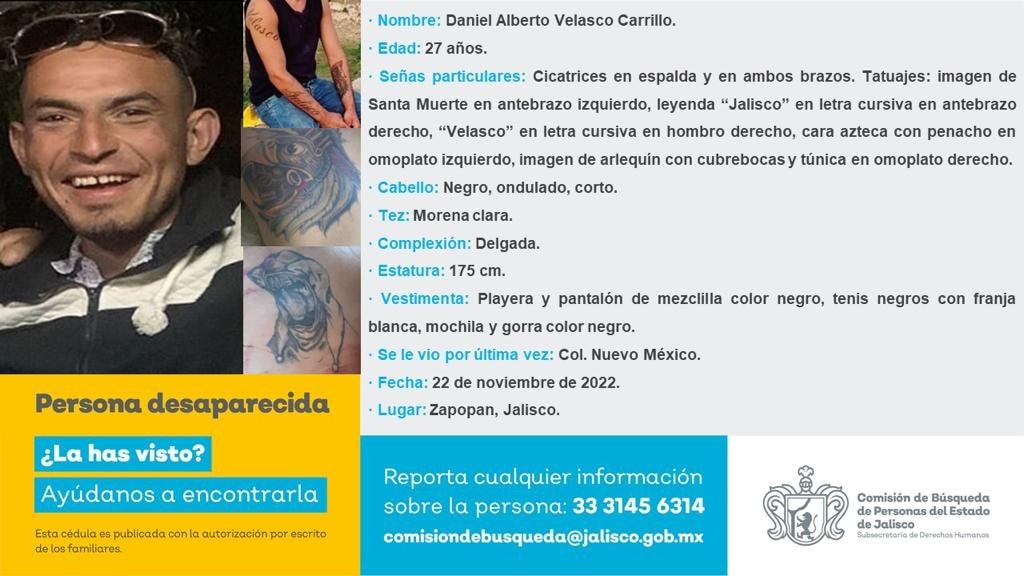 · Nombre: Daniel Alberto Velasco Carrillo.
· Edad: 27 años.
· Señas particulares: Cicatrices en espalda y en ambos brazos. Tatuajes: imagen de
Santa Muerte en antebrazo izquierdo, leyenda “Jalisco” en letra cursiva en antebrazo
derecho, “Velasco” en letra cursiva en hombro derecho, cara azteca con penacho en
omoplato izquierdo, imagen de arlequín con cubrebocas y túnica en omoplato derecho.
· Cabello: Negro, ondulado, corto.
· Tez: Morena clara.
· Complexión: Delgada.
· Estatura: 175 cm.
· Vestimenta: Playera y pantalón de mezclilla color negro, tenis negros con franja
blanca, mochila y gorra color negro.
· Se le vio por última vez: Col. Nuevo México.
· Fecha: 22 de noviembre de 2022.
· Lugar: Zapopan, Jalisco.
Velasco
Jalisco
Persona desaparecida
¿La has visto?
Ayúdanos a encontrarla
Esta cédula es publicada con la autorización por escrito
de los familiares.
Reporta cualquier información
sobre la persona: 33 3145 6314
comisiondebusqueda@jalisco.gob.mx
Comisión de Búsqueda
de Personas del Estado
de Jalisco
Subsecretaría de Derechos Humanos